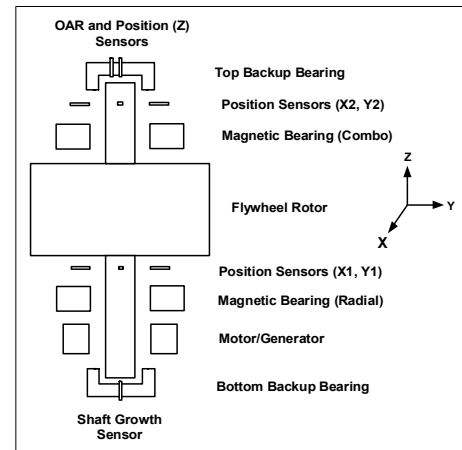 OAR and Position (Z)
Sensors
Top Backup Bearing
Position Sensors (X2, Y2)
Magnetic Bearing (Combo)
Z
Flywheel Rotor
Y
X
Position Sensors (X1, Y1)
Magnetic Bearing (Radial)
Motor/Generator
Bottom Backup Bearing
Shaft Growth
Sensor